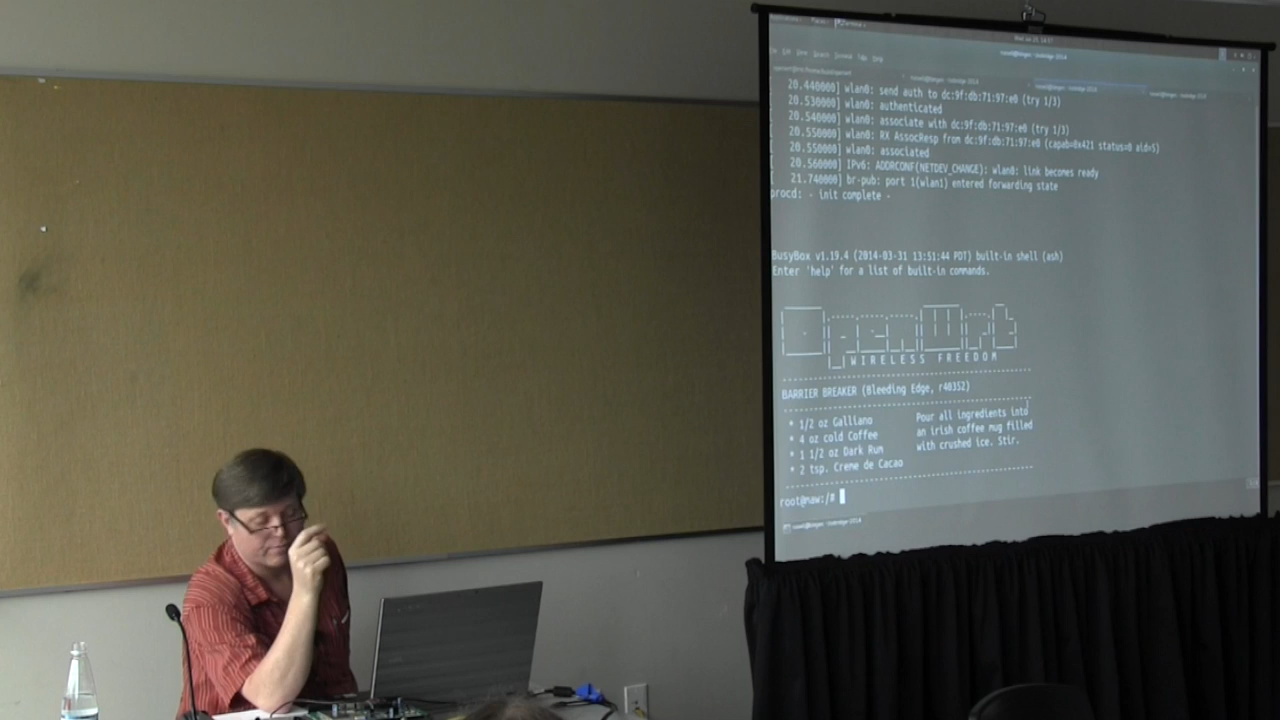 20.440000] wlan0: send auth to dc:9f:db:71:97:e0 (try 1/3)
20.530000] wlan0: authenticated
20.540000] wlan0: associate with dc:9f:db:71:97:e0 (try 1/3)
20.550000] wlan0: RX AssocResp from dc:9f:db:71:97:e0 (capab=0x421 status=0 aid=5)
20.550000] wlan0: associated
[ 20.560000] IPv6: ADDRCONF(NETDEV_CHANGE): wlan0: link becomes ready
[ 21.740000] br-pub: port 1(wlan1) entered forwarding state
procd: - init complete -
BusyBox v1.19.4 (2014-03-31 13:51:44 PDT) built-in shell (ash)
Enter 'help' for a list of built-in commands.
OpenWrt
WIRELESS FREEDOM
BARRIER BREAKER (Bleeding Edge, r40352)
* 1/2 oz Galliano Pour all ingredients into
* 4 oz cold Coffee an irish coffee mug filled
* 1 1/2 oz Dark Rum with crushed ice. Stir.
* 2 tsp. Creme de Cacao
root@maw:/#